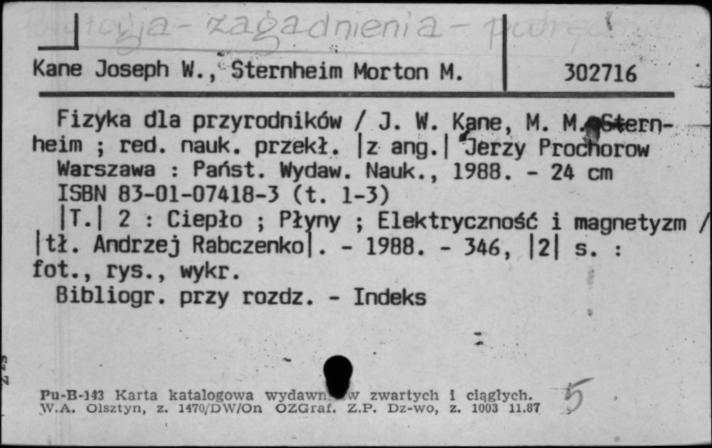 - zagadnienia -
Kane Joseph W., Sternheim Morton M.
302716
Fizyka dla przyrodników / J. W. Kane, M. M. Stern-
heim ; red. nauk. przekł. |z ang.| Jerzy Prochorow
Warszawa : Państ. Wydaw. Nauk., 1988. - 24 cm
ISBN 83-01-07418-3 (t. 1-3)
|T.| 2 : Ciepło ; Płyny ; Elektryczność i magnetyzm /
|tł. Andrzej Rabczenko|. - 1988. - 346, |2| s. :
fot., rys., wykr.
Bibliogr. przy rozdz. - Indeks
Pu-B-143 Karta katalogowa zwartych i ciągłych.
W.A. Olsztyn, z. 1470/DW/On OZGraf. Z.P. Dz-wo, z. 1003 11.87
5